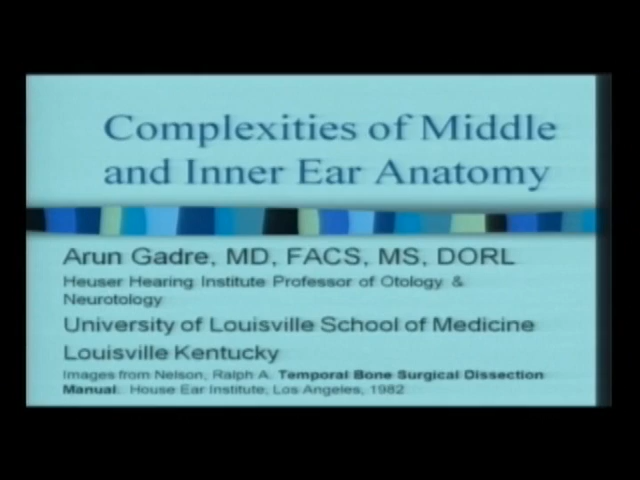 Complexities of Middle
and Inner Ear Anatomy
Arun Gadre, MD, FACS, MS, DORL
Heuser Hearing Institute Professor of Otology &
Neurotology
University of Louisville School of Medicine
Louisville Kentucky
Images from Nelson, Ralph A. Temporal Bone Surgical Dissection
Manual. House Ear Institute, Los Angeles, 1982